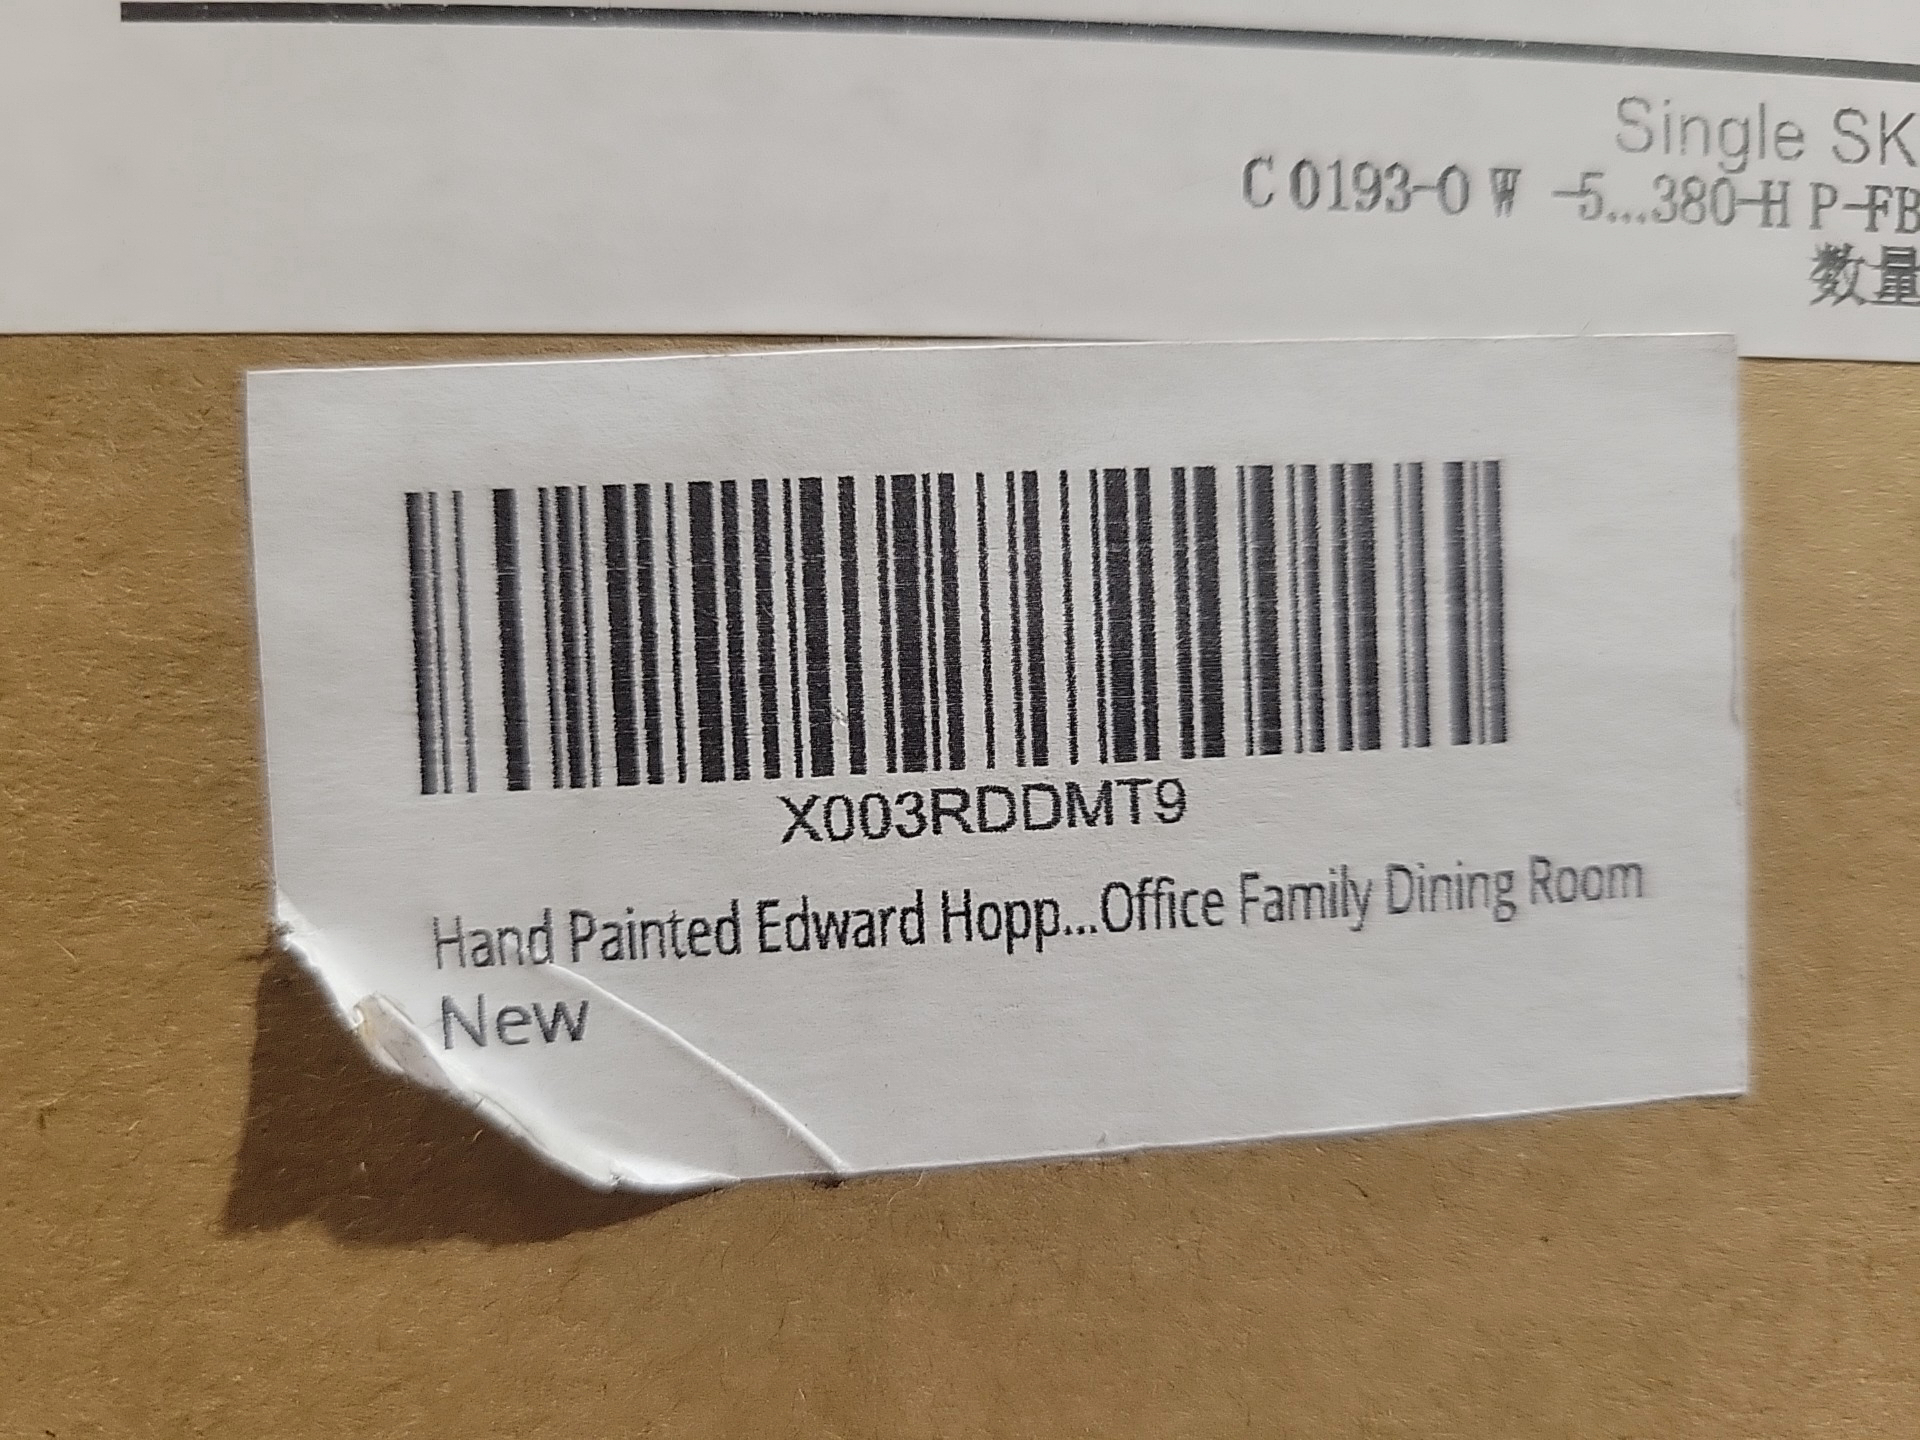 Single SK
C0193-OW-5...380-HP-FB
数量
X003RDDMT9
Hand Painted Edward Hopp...Office Family Dining Room
New